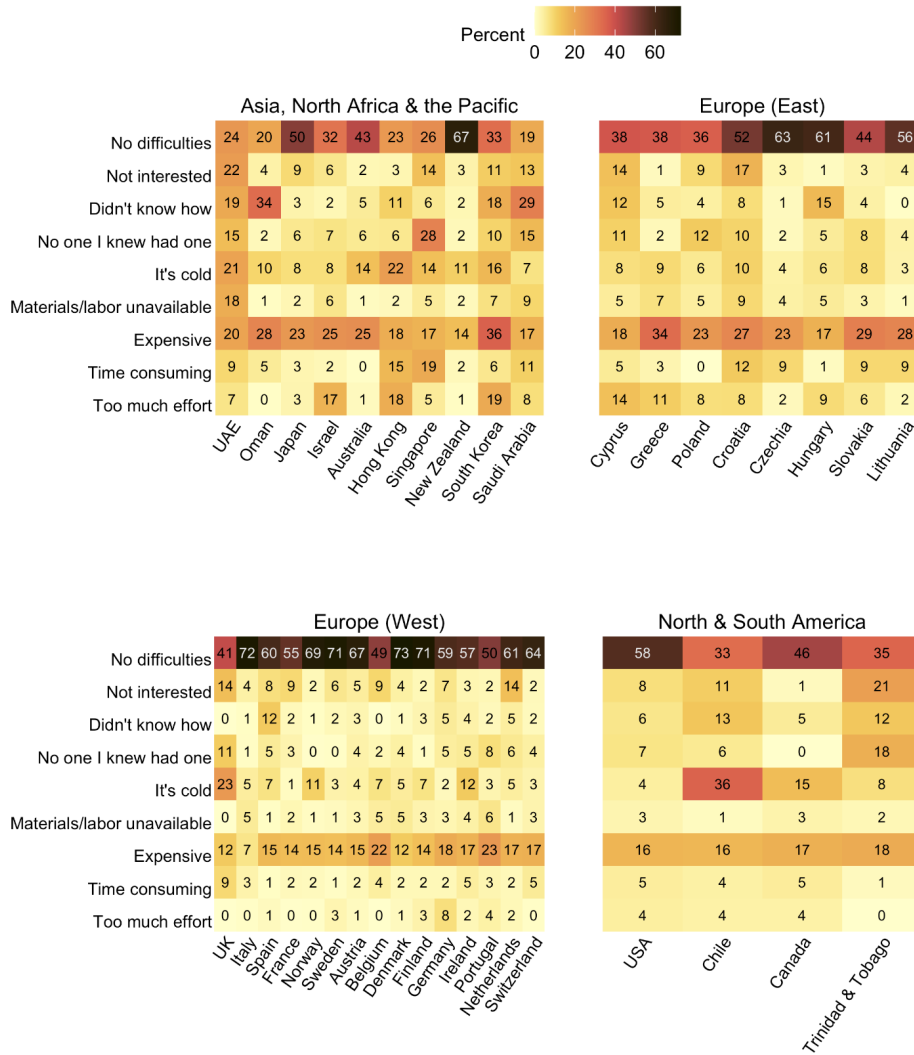 Percent
0 20 40 60
Asia, North Africa & the Pacific
No difficulties 24 20 50 32 43 23 26 67 33 19
Not interested 22 4 9 6 2 3 14 3 11 13
Didn't know how 19 34 3 2 5 11 6 2 18 29
No one I knew had one 15 2 6 7 6 6 28 2 10 15
It's cold 21 10 8 8 14 22 14 11 16 7
Materials/labor unavailable 18 1 2 6 1 2 5 2 7 9
Expensive 20 28 23 25 25 18 17 14 36 17
Time consuming 9 5 3 2 0 15 19 2 6 11
Too much effort 7 0 3 17 1 18 5 1 19 8
UAE Oman Japan Israel Australia Hong Kong Singapore New Zealand South Korea Saudi Arabia
Europe (East)
38 38 36 52 63 61 44 56
14 1 9 17 3 1 3 4
12 5 4 8 1 15 4 0
11 2 12 10 2 5 8 4
8 9 6 10 4 6 8 3
5 7 5 9 4 5 3 1
18 34 23 27 23 17 29 28
5 3 0 12 9 1 9 9
14 11 8 8 2 9 6 2
Cyprus Greece Poland Croatia Czechia Hungary Slovakia Lithuania
Europe (West)
No difficulties 41 72 60 55 69 71 67 49 73 71 59 57 50 61 64
Not interested 14 4 8 9 2 6 5 9 4 2 7 3 2 14 2
Didn't know how 0 1 12 2 1 2 3 0 1 3 5 4 2 5 2
No one I knew had one 11 1 5 3 0 0 4 2 4 1 5 5 8 6 4
It's cold 23 5 7 1 11 3 4 7 5 7 2 12 3 5 3
Materials/labor unavailable 0 5 1 2 1 1 3 5 5 3 3 4 6 1 3
Expensive 12 7 15 14 15 14 15 22 12 14 18 17 23 17 17
Time consuming 9 3 1 2 2 1 2 4 2 2 2 5 3 2 5
Too much effort 0 0 1 0 0 3 1 0 1 3 8 2 4 2 0
UK Italy Spain France Norway Sweden Austria Belgium Denmark Finland Germany Ireland Portugal Netherlands Switzerland
North & South America
58 33 46 35
8 11 1 21
6 13 5 12
7 6 0 18
4 36 15 8
3 1 3 2
16 16 17 18
5 4 5 1
4 4 4 0
USA Chile Canada Trinidad & Tobago